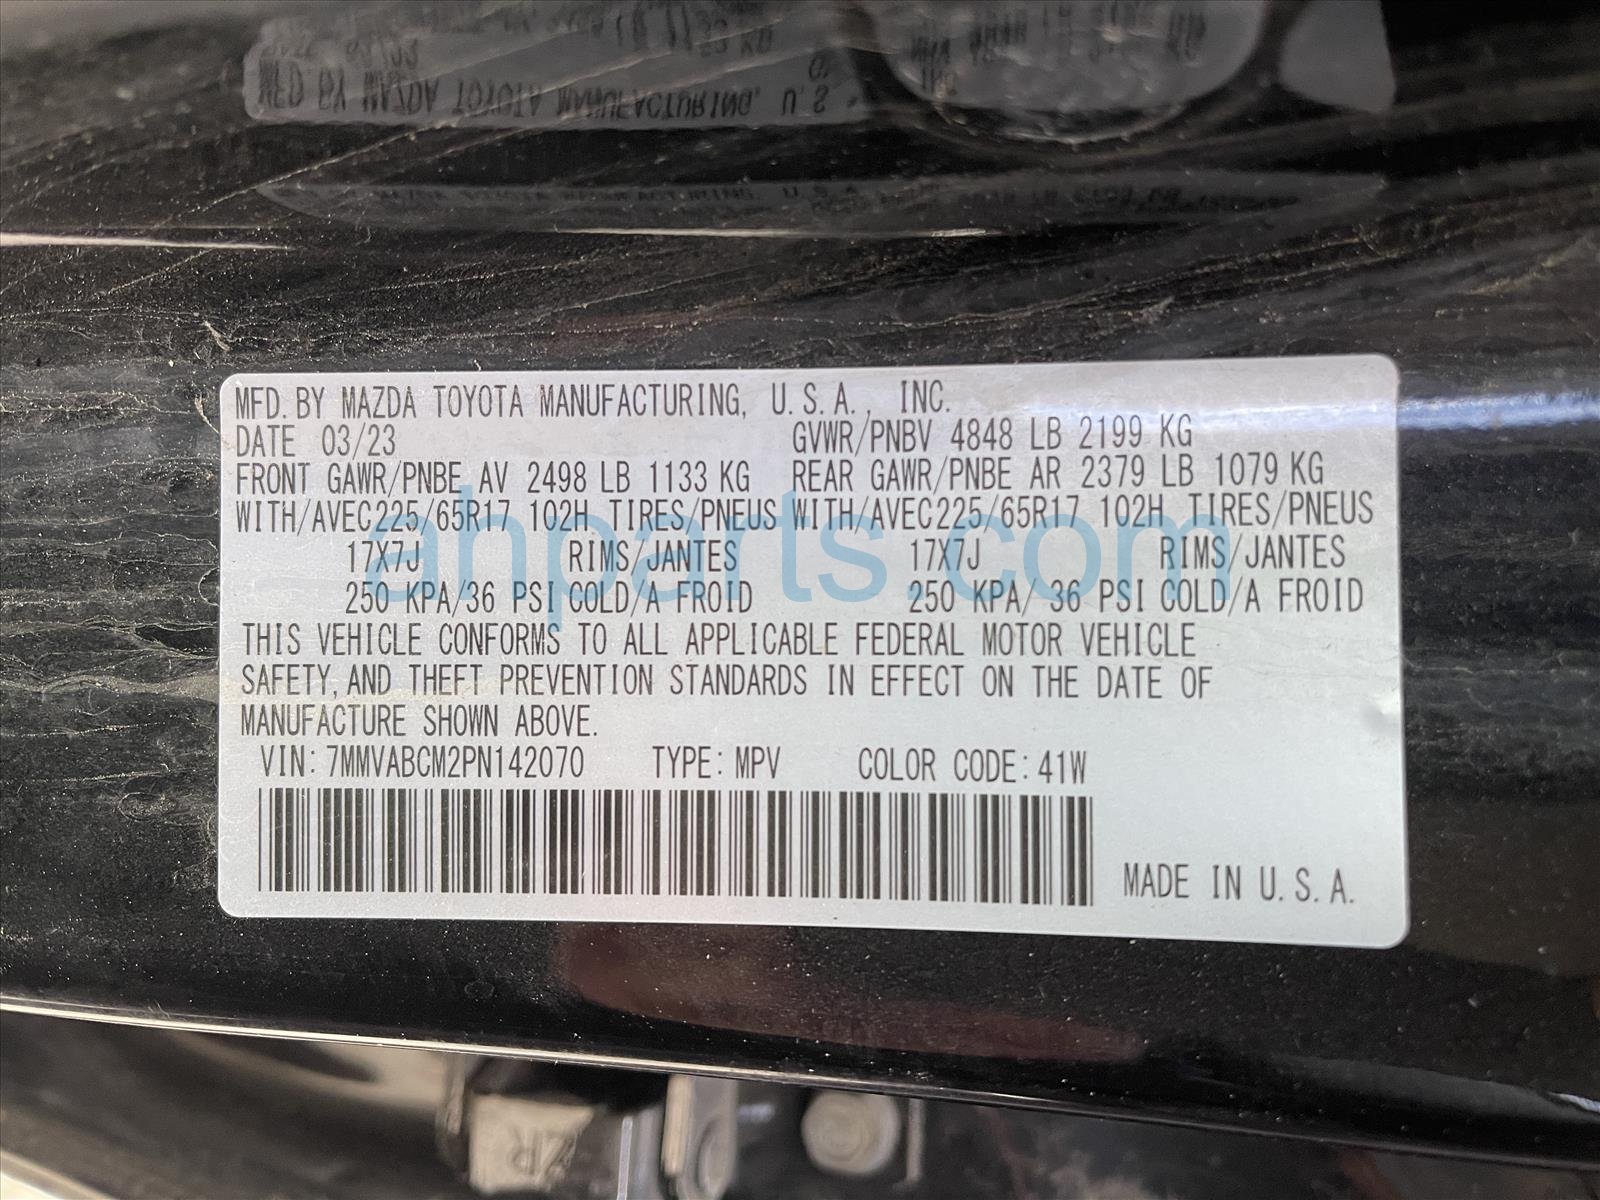 MFD. BY MAZDA TOYOTA MANUFACTURING, U.S.A., INC.
DATE 03/23 GVWR/PNBV 4848 LB 2199 KG
FRONT GAWR/PNBE AV 2498 LB 1133 KG REAR GAWR/PNBE AR 2379 LB 1079 KG
WITH/AVEC225/65R17 102H TIRES/PNEUS WITH/AVEC225/65R17 102H TIRES/PNEUS
17X7J RIMS/JANTES 17X7J RIMS/JANTES
250 KPA/36 PSI COLD/A FROID 250 KPA/ 36 PSI COLD/A FROID
THIS VEHICLE CONFORMS TO ALL APPLICABLE FEDERAL MOTOR VEHICLE
SAFETY, AND THEFT PREVENTION STANDARDS IN EFFECT ON THE DATE OF
MANUFACTURE SHOWN ABOVE.
VIN: 7MMVABCM2PN142070 TYPE: MPV COLOR CODE: 41W
MADE IN U.S.A.
ahparts.com